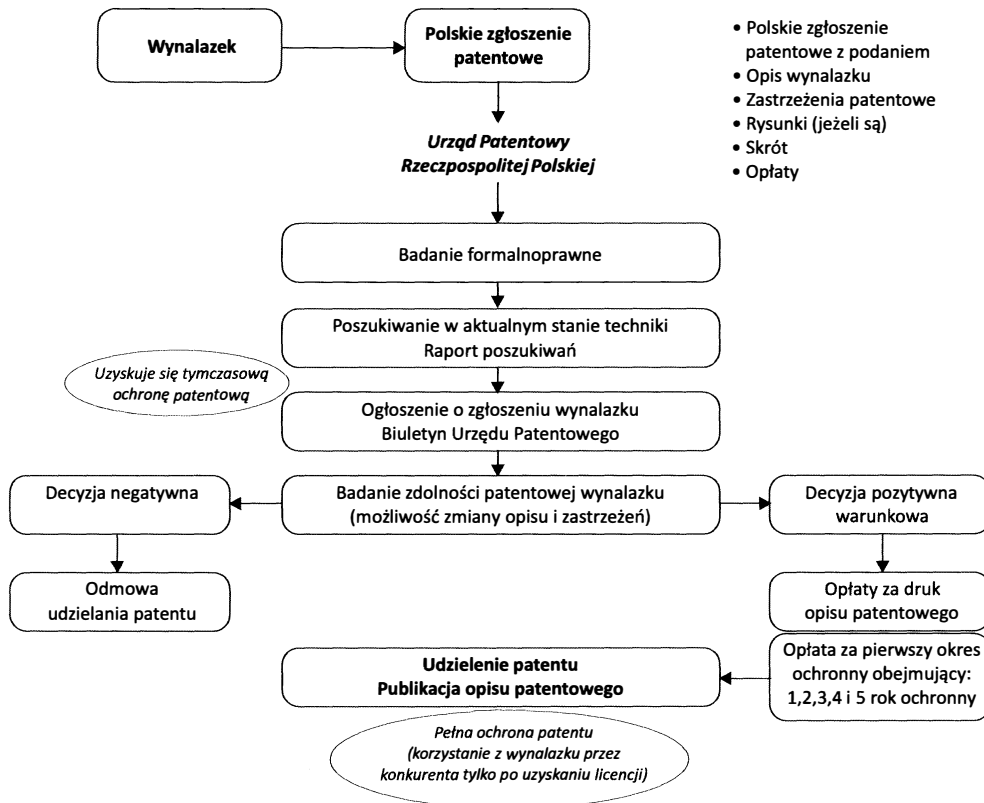 Wynalazek
Polskie zgłoszenie
patentowe
• Polskie zgłoszenie
patentowe z podaniem
• Opis wynalazku
• Zastrzeżenia patentowe
• Rysunki (jeżeli są)
• Skrót
• Opłaty
Urząd Patentowy
Rzeczpospolitej Polskiej
Badanie formalnoprawne
Poszukiwanie w aktualnym stanie techniki
Raport poszukiwań
Uzyskuje się tymczasową
ochronę patentową
Ogłoszenie o zgłoszeniu wynalazku
Biuletyn Urzędu Patentowego
Decyzja negatywna
Badanie zdolności patentowej wynalazku
(możliwość zmiany opisu i zastrzeżeń)
Decyzja pozytywna
warunkowa
Odmowa
udzielania patentu
Opłaty za druk
opisu patentowego
Opłata za pierwszy okres
ochronny obejmujący:
1,2,3,4 i 5 rok ochronny
Udzielenie patentu
Publikacja opisu patentowego
Pełna ochrona patentu
(korzystanie z wynalazku przez
konkurenta tylko po uzyskaniu licencji)